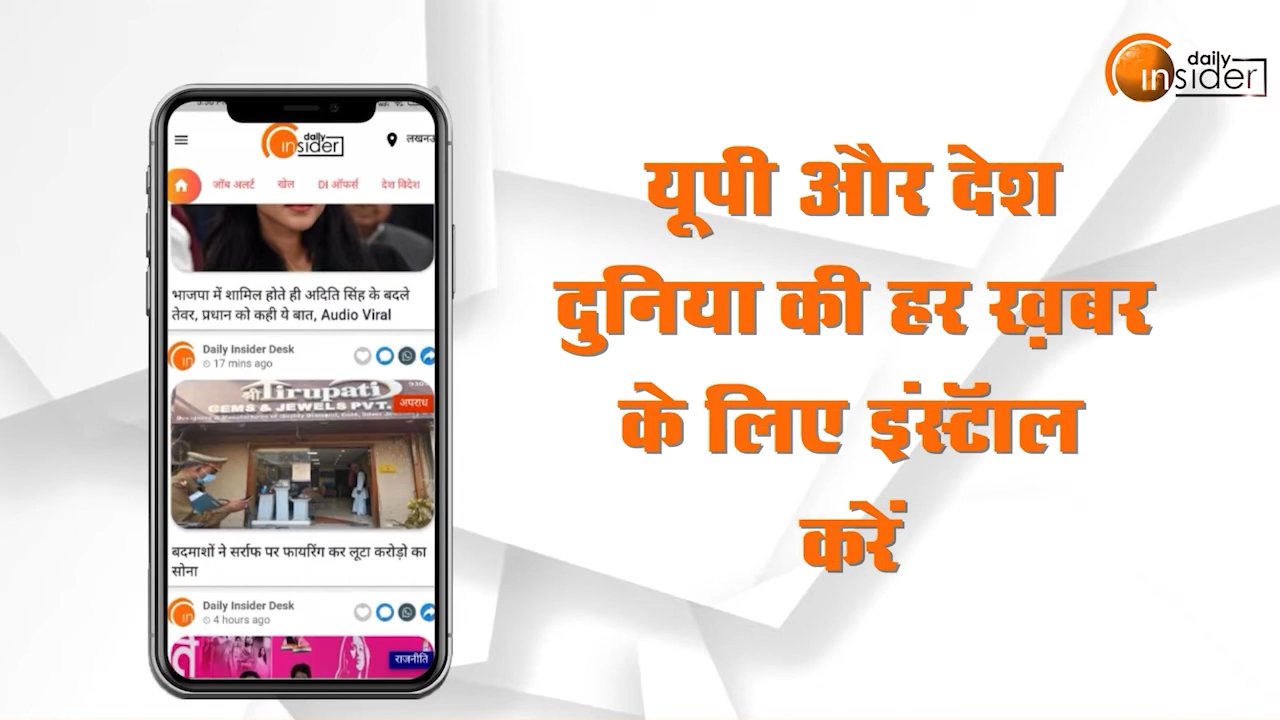 daily
insider
daily
insider
लखनऊ
जॉब अलर्ट खेल DI ऑफर्स देश विदेश
भाजपा में शामिल होते ही अदिति सिंह के बदले
तेवर, प्रधान को कही ये बात, Audio Viral
Daily Insider Desk
17 mins ago
श्री Tirupati
GEMS & JEWELS PVT.
अपराध
बदमाशों ने सर्राफ पर फायरिंग कर लूटा करोड़ो का
सोना
Daily Insider Desk
4 hours ago
राजनीति
यूपी और देश
दुनिया की हर ख़बर
के लिए इंस्टॉाल
करें